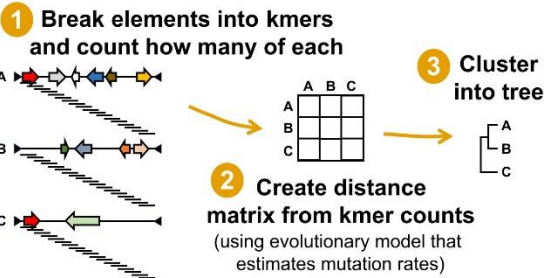 1 Break elements into kmers
and count how many of each
A
B
C
A B C
A
B
C
2 Create distance
matrix from kmer counts
(using evolutionary model that
estimates mutation rates)
3 Cluster
into tree
A
B
C